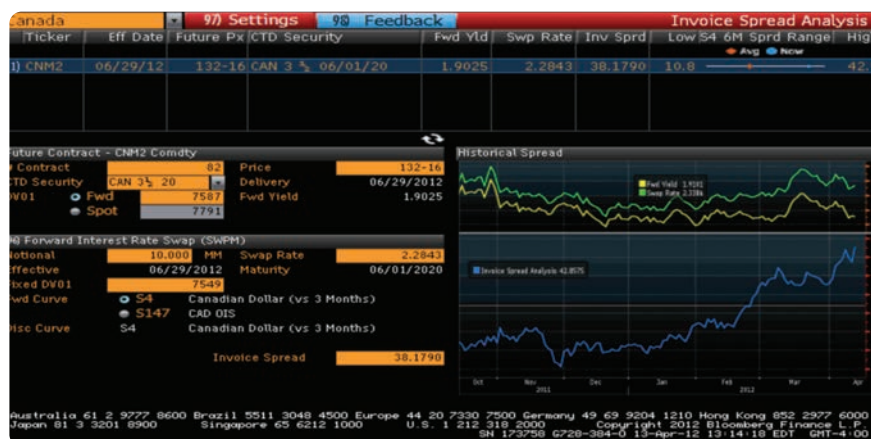 anada 97) Settings 98) Feedback Invoice Spread Analysis
Ticker Eff Date Future Px CTD Security Fwd Yld Swp Rate Inv Sprd Low S4 6M Sprd Range Hig
Avg Now
1) CNM2 06/29/12 132-16 CAN 3 ½ 06/01/20 1.9025 2.2843 38.1790 10.8 42.
uture Contract - CNM2 Comdty Historical Spread
Contract 82 Price 132-16
TD Security CAN 3½ 20 Delivery 06/29/2012
DV01 Fwd 7587 Fwd Yield 1.9025
Spot 7791
Fwd Yield 1.9191
Swap Rate 2.3386
Forward Interest Rate Swap (SWPM)
otional 10.000 MM Swap Rate 2.2843
ffective 06/29/2012 Maturity 06/01/2020
ixed DV01 7549
wd Curve S4 Canadian Dollar (vs 3 Months)
S147 CAD OIS
isc Curve S4 Canadian Dollar (vs 3 Months)
Invoice Spread 38.1790
Invoice Spread Analysis 42.8575
Oct Nov Dec Jan Feb Mar Apr
2011 2012
Australia 61 2 9777 8600 Brazil 5511 3048 4500 Europe 44 20 7330 7500 Germany 49 69 9204 1210 Hong Kong 852 2977 6000
Japan 81 3 3201 8900 Singapore 65 6212 1000 U.S. 1 212 318 2000 Copyright 2012 Bloomberg Finance L.P.
SN 173758 G728-384-0 13-Apr-12 13:14:18 EDT GMT-4:00